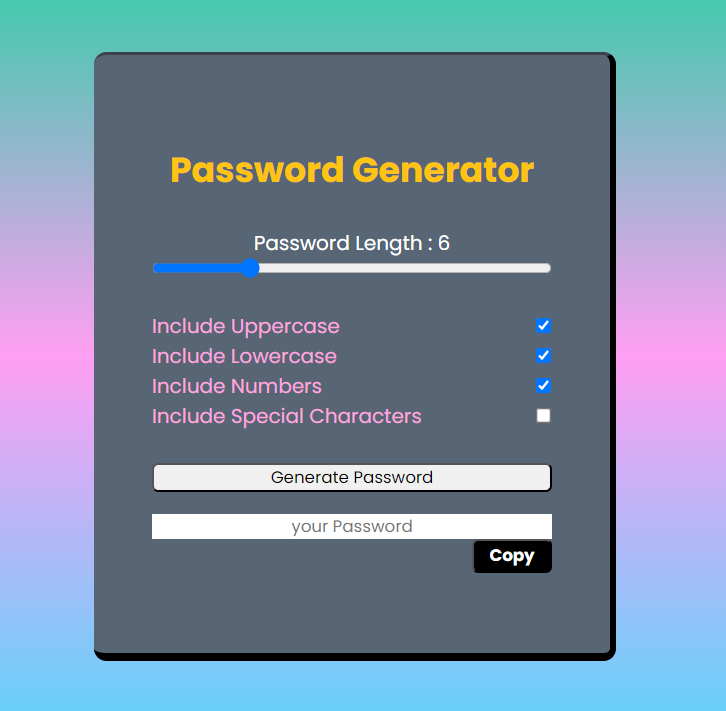 Password Generator
Password Length : 6
Include Uppercase
Include Lowercase
Include Numbers
Include Special Characters
Generate Password
your Password
Copy